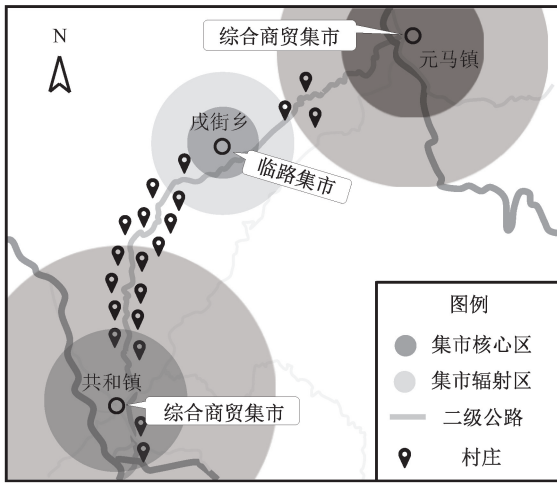 综合商贸集市
N
元马镇
戌街乡
临路集市
图例
集市核心区
集市辐射区
共和镇
二级公路
综合商贸集市
村庄